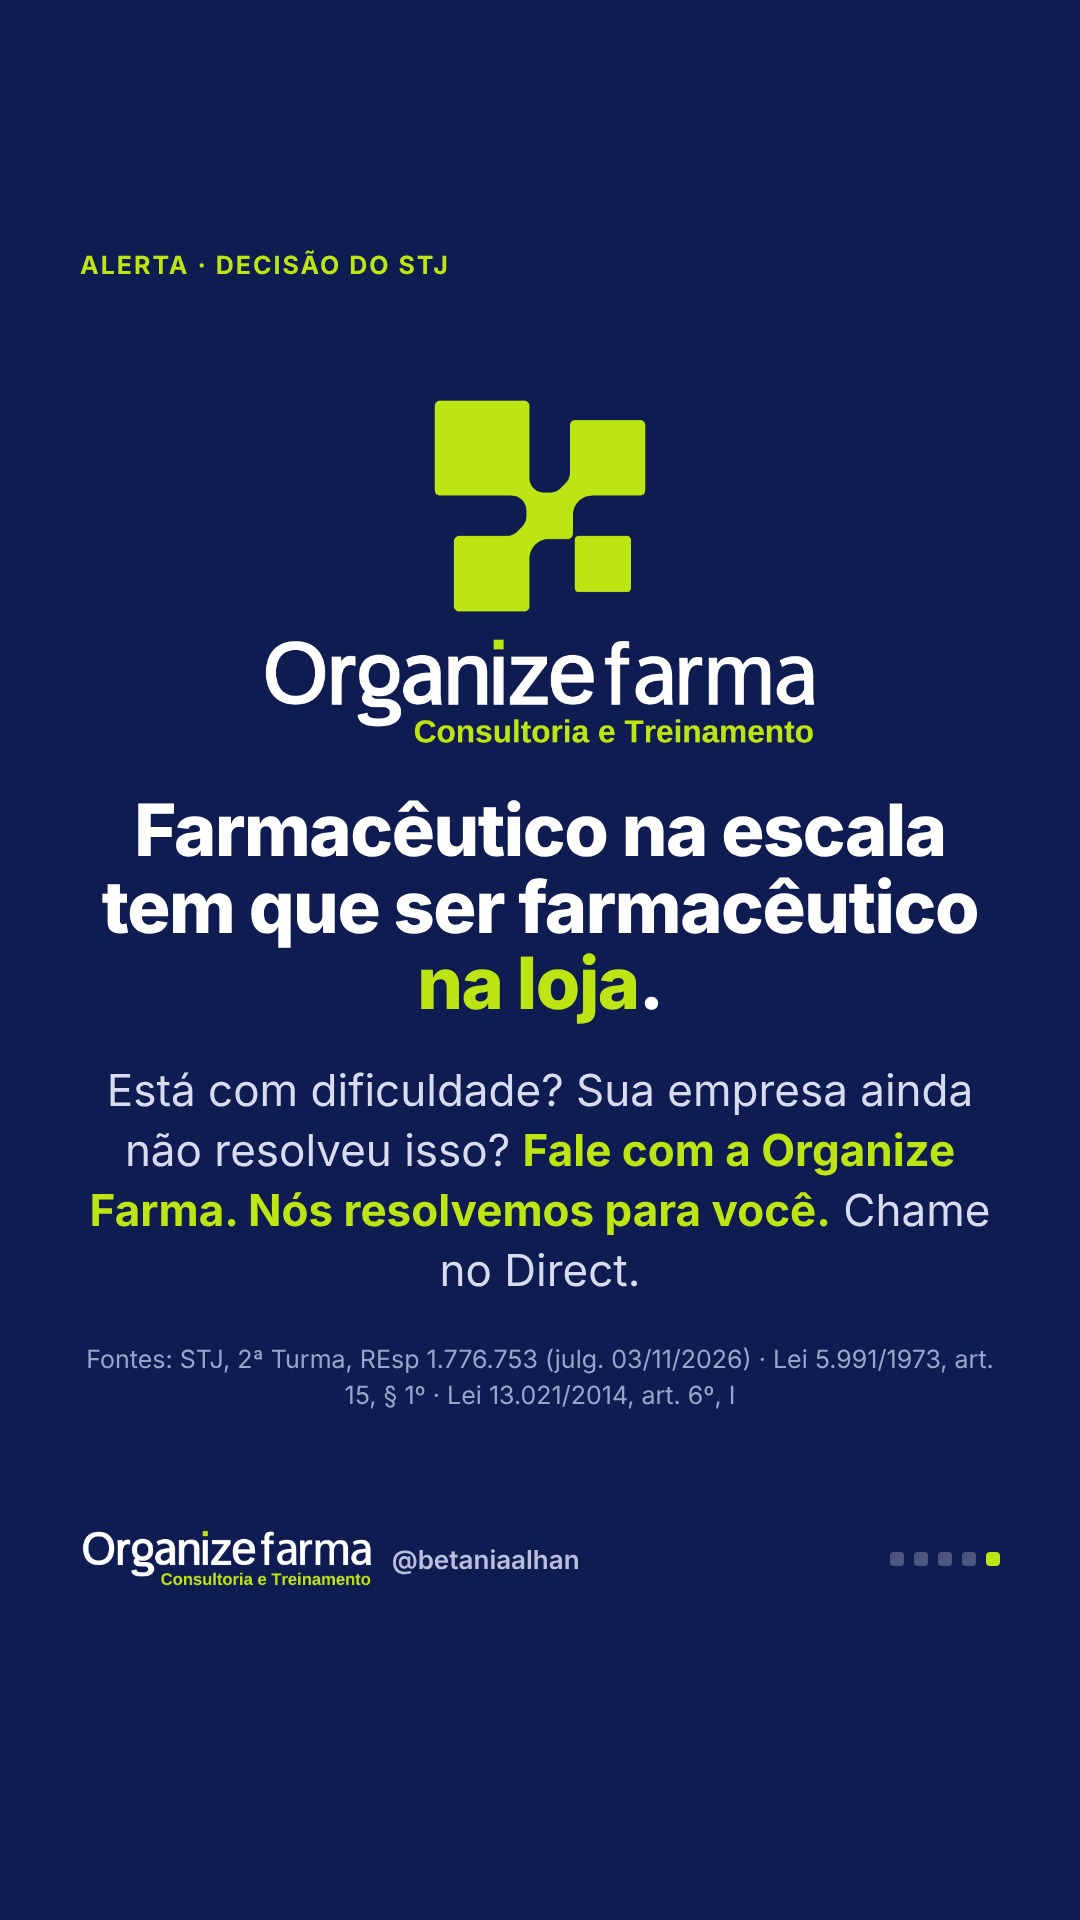 ALERTA · DECISÃO DO STJ
Organize farma
Consultoria e Treinamento
Farmacêutico na escala
tem que ser farmacêutico
na loja.
Está com dificuldade? Sua empresa ainda
não resolveu isso? Fale com a Organize
Farma. Nós resolvemos para você. Chame
no Direct.
Fontes: STJ, 2ª Turma, REsp 1.776.753 (julg. 03/11/2026) · Lei 5.991/1973, art.
15, § 1º · Lei 13.021/2014, art. 6º, I
Organize farma
Consultoria e Treinamento
@betaniaalhan